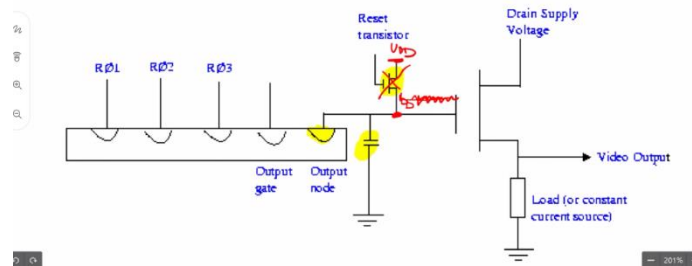 Reset
transistor
Drain Supply
Voltage
RØ1
RØ2
RØ3
Output
gate
Output
node
Video Output
Load (or constant
current source)
201%